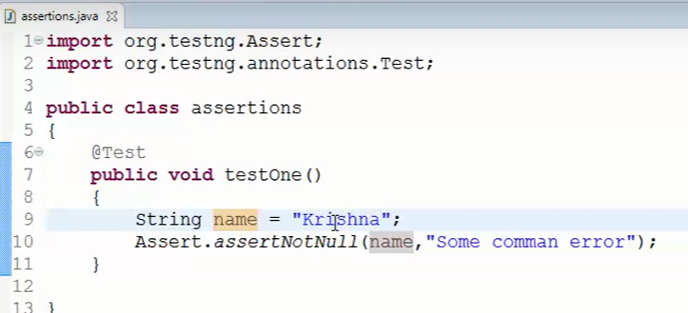 assertions.java
1 import org.testng.Assert;
2 import org.testng.annotations.Test;
3
4 public class assertions
5 {
6 @Test
7 public void testOne()
8 {
9 String name = "Krishna";
10 Assert.assertNotNull(name,"Some comman error");
11 }
12
13 }